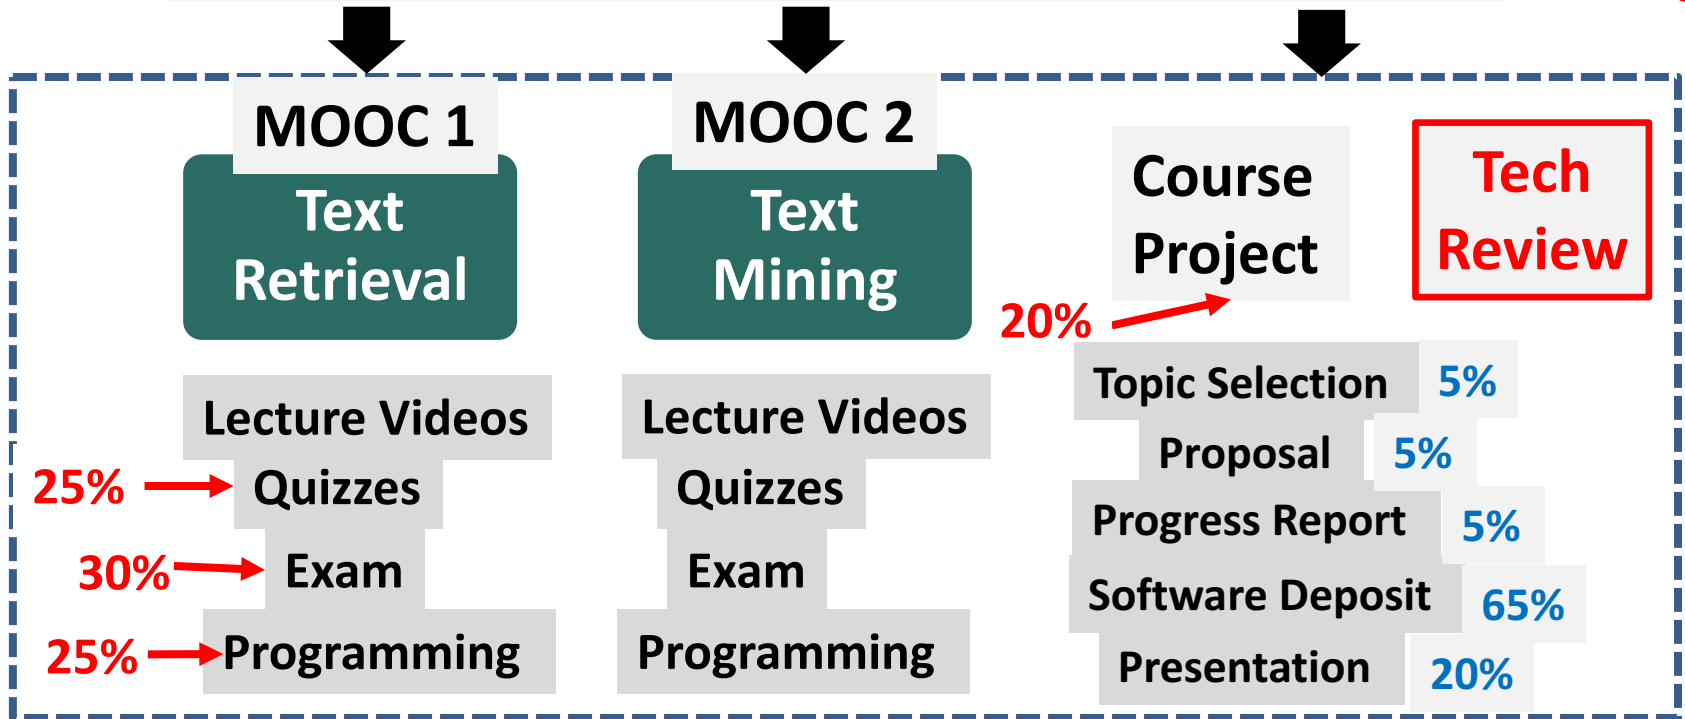 MOOC 1
Text
Retrieval
Lecture Videos
25%
Quizzes
30%
Exam
25%
Programming
MOOC 2
Text
Mining
Lecture Videos
Quizzes
Exam
Programming
Course
Project
20%
Tech
Review
Topic Selection 5%
Proposal 5%
Progress Report 5%
Software Deposit 65%
Presentation 20%